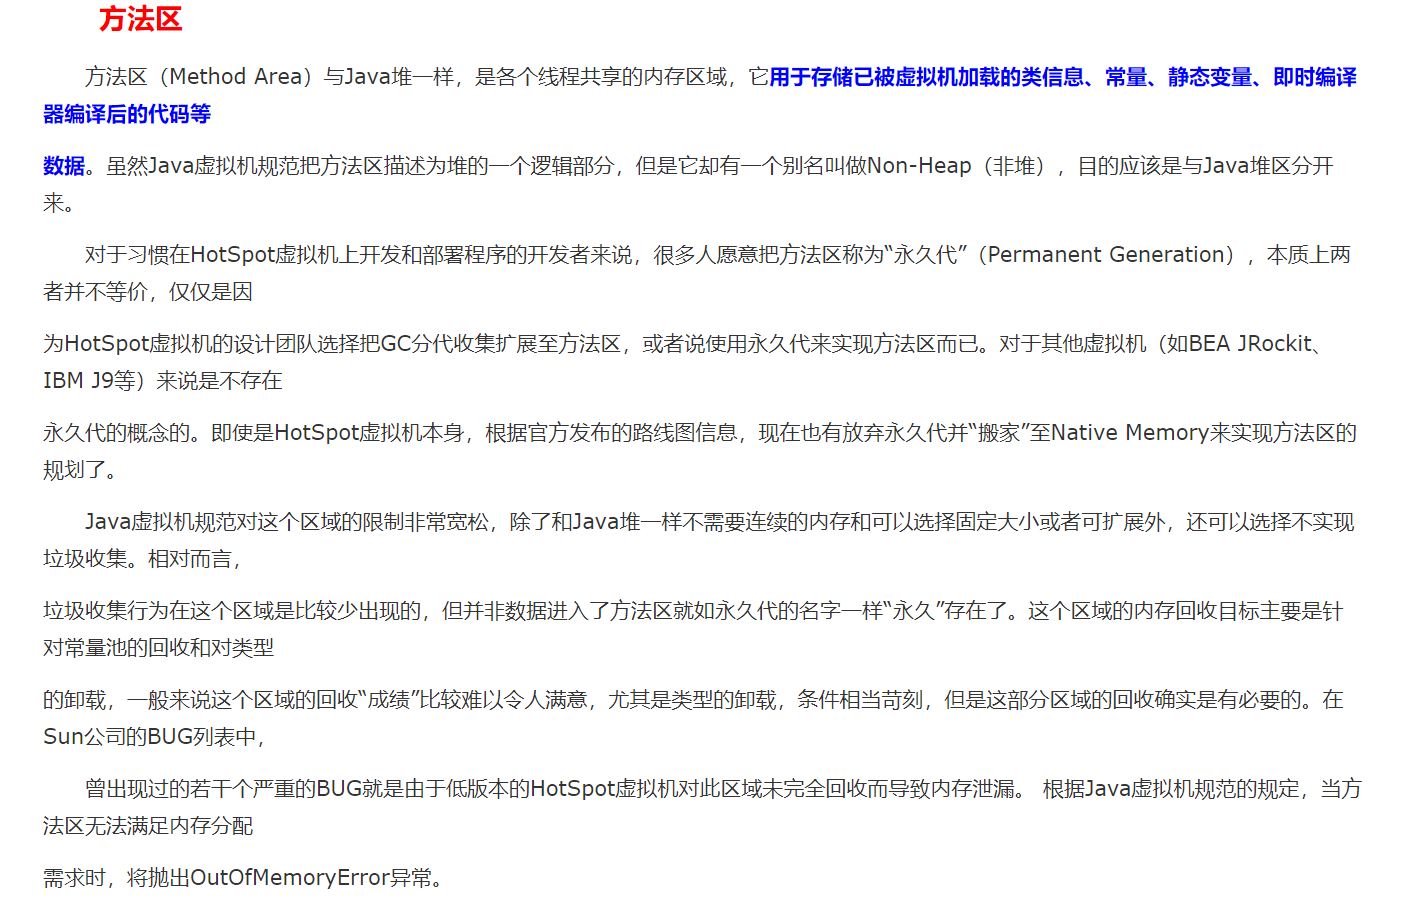 方法区
方法区（Method Area）与Java堆一样，是各个线程共享的内存区域，它用于存储已被虚拟机加载的类信息、常量、静态变量、即时编译
器编译后的代码等
数据。虽然Java虚拟机规范把方法区描述为堆的一个逻辑部分，但是它却有一个别名叫做Non-Heap（非堆），目的应该是与Java堆区分开
来。
对于习惯在HotSpot虚拟机上开发和部署程序的开发者来说，很多人愿意把方法区称为“永久代”（Permanent Generation），本质上两
者并不等价，仅仅是因
为HotSpot虚拟机的设计团队选择把GC分代收集扩展至方法区，或者说使用永久代来实现方法区而已。对于其他虚拟机（如BEA JRockit、
IBM J9等）来说是不存在
永久代的概念的。即使是HotSpot虚拟机本身，根据官方发布的路线图信息，现在也有放弃永久代并“搬家”至Native Memory来实现方法区的
规划了。
Java虚拟机规范对这个区域的限制非常宽松，除了和Java堆一样不需要连续的内存和可以选择固定大小或者可扩展外，还可以选择不实现
垃圾收集。相对而言，
垃圾收集行为在这个区域是比较少出现的，但并非数据进入了方法区就如永久代的名字一样“永久”存在了。这个区域的内存回收目标主要是针
对常量池的回收和对类型
的卸载，一般来说这个区域的回收“成绩”比较难以令人满意，尤其是类型的卸载，条件相当苛刻，但是这部分区域的回收确实是有必要的。在
Sun公司的BUG列表中，
曾出现过的若干个严重的BUG就是由于低版本的HotSpot虚拟机对此区域未完全回收而导致内存泄漏。 根据Java虚拟机规范的规定，当方
法区无法满足内存分配
需求时，将抛出OutOfMemoryError异常。